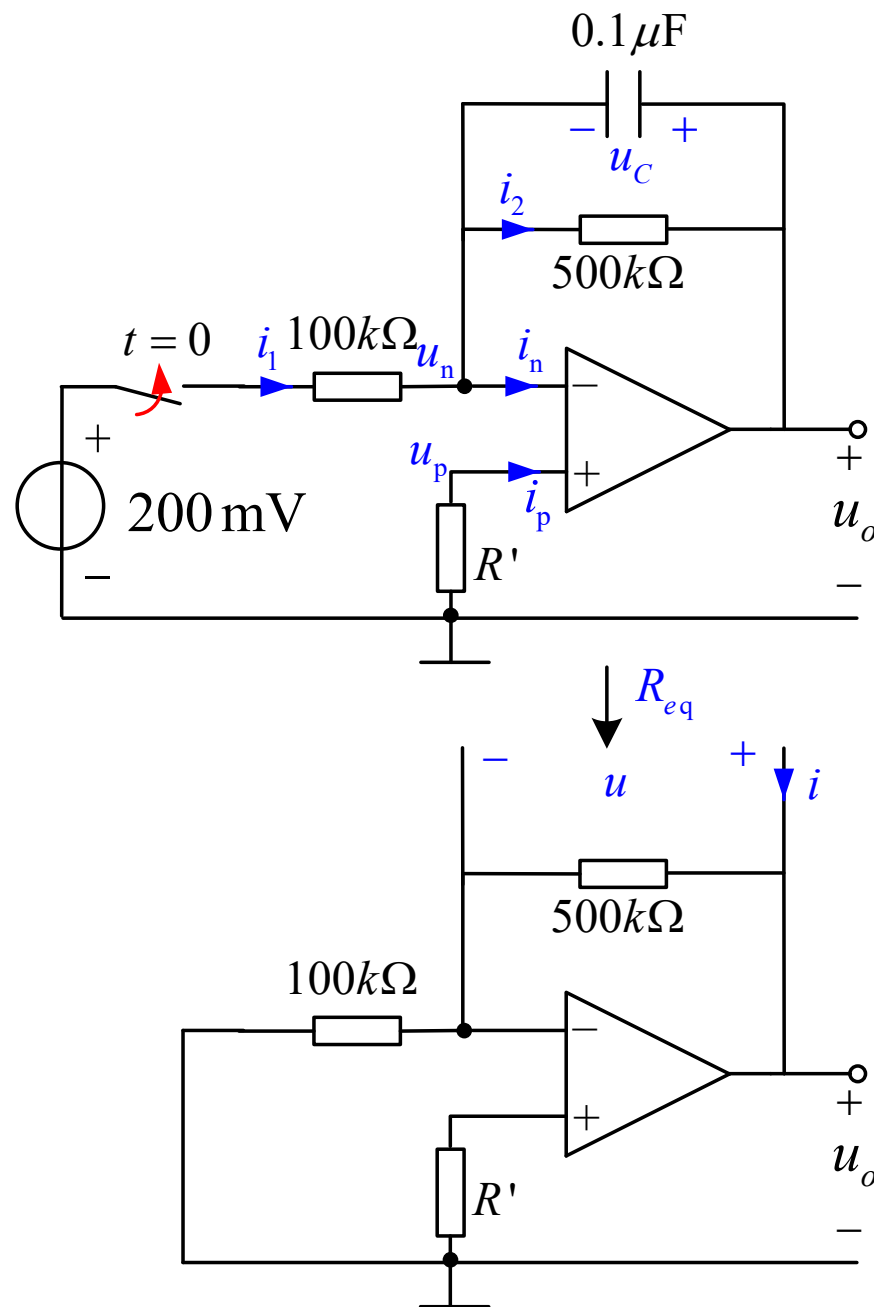 0.1μF
− +
u_C
i_2
500kΩ
t = 0
i_1
100kΩ
u_n
i_n
−
+
200 mV
−
u_p
i_p
+
R'
+
u_o
−
R_eq
− u +
i
500kΩ
100kΩ
−
+
R'
+
u_o
−